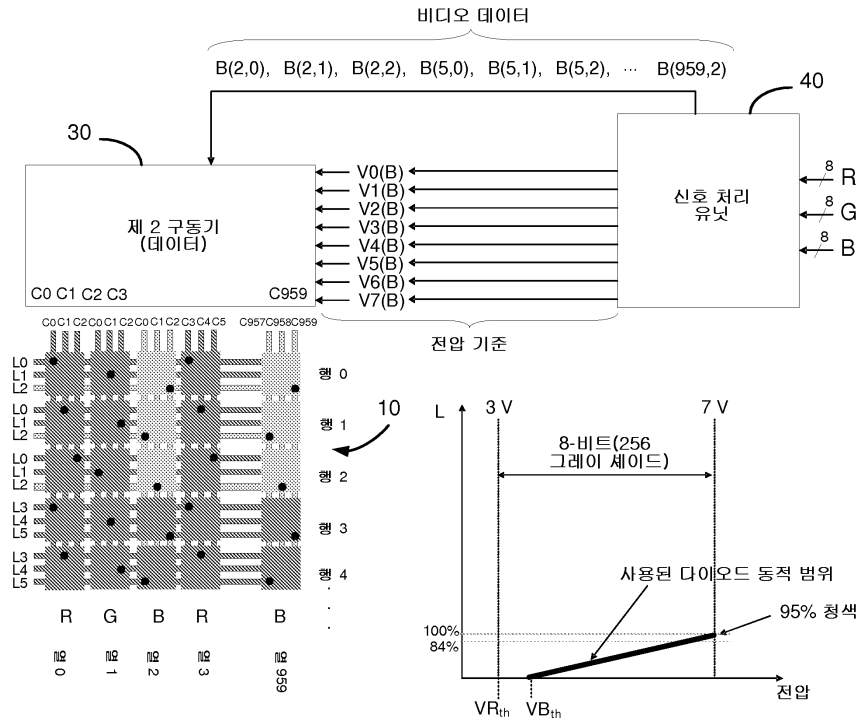 비디오 데이터
B(2,0), B(2,1), B(2,2), B(5,0), B(5,1), B(5,2), ··· B(959,2)
40
30
제 2 구동기
(데이터)
C0 C1 C2 C3 C959
V0(B)
V1(B)
V2(B)
V3(B)
V4(B)
V5(B)
V6(B)
V7(B)
전압 기준
신호 처리
유닛
8 R
8 G
8 B
C0 C1 C2 C0 C1 C2 C0 C1 C2 C3 C4 C5 C957 C958 C959
L0
L1
L2
행 0
L0
L1
L2
행 1
L0
L1
L2
행 2
L3
L4
L5
행 3
L3
L4
L5
행 4
10
R G B R B
열 0 열 1 열 2 열 3 열 959
L
3 V
7 V
8-비트(256
그레이 셰이드)
사용된 다이오드 동적 범위
95% 청색
100%
84%
전압
VRth
VBth